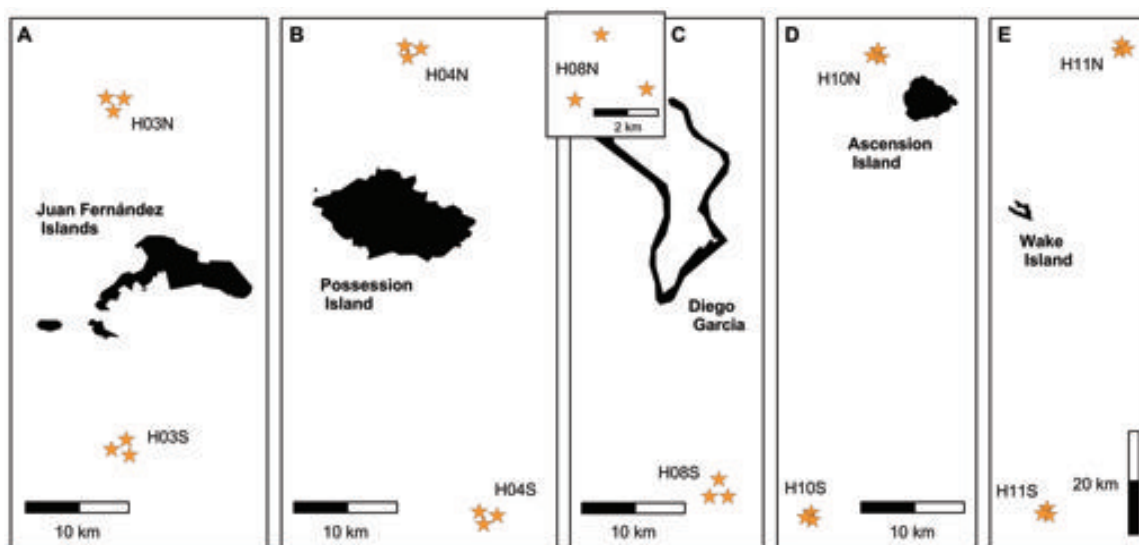 A
H03N
Juan Fernández
Islands
H03S
10 km
B
H04N
Possession
Island
H04S
10 km
C
H08N
2 km
Diego
Garcia
H08S
10 km
D
H10N
Ascension
Island
H10S
10 km
E
H11N
Wake
Island
H11S
20 km